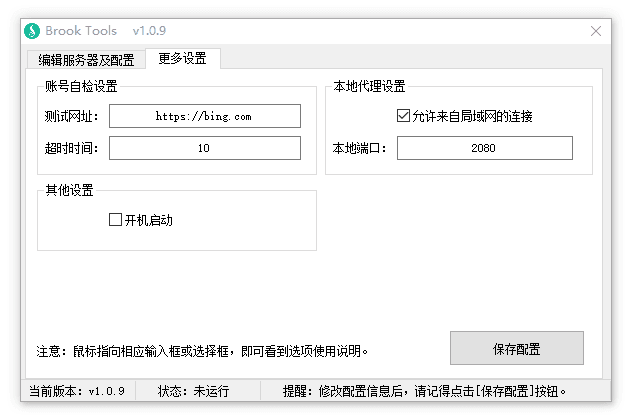 Brook Tools v1.0.9
编辑服务器及配置 更多设置
账号自检设置
测试网址： https://bing.com
超时时间： 10
本地代理设置
允许来自局域网的连接
本地端口： 2080
其他设置
开机启动
注意：鼠标指向相应输入框或选择框，即可看到选项使用说明。
保存配置
当前版本：v1.0.9 状态：未运行 提醒：修改配置信息后，请记得点击[保存配置]按钮。